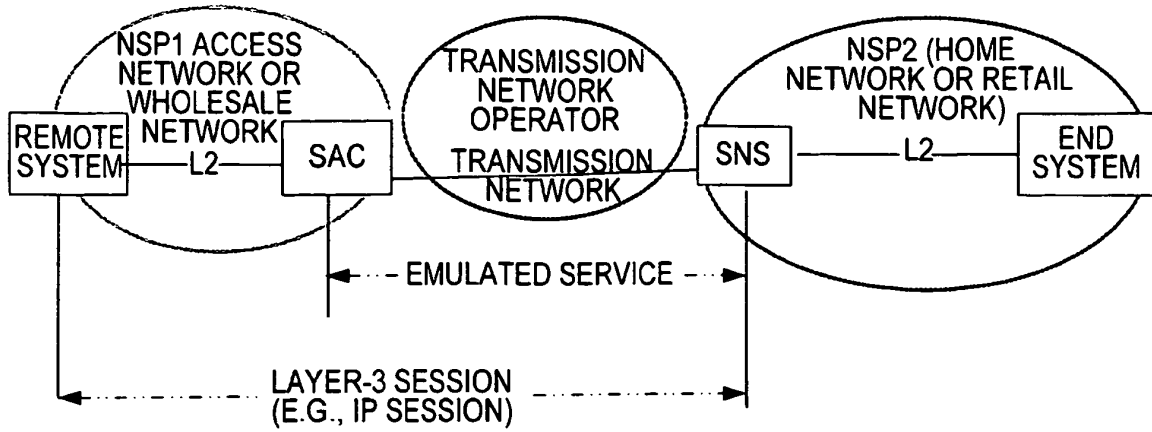 NSP1 ACCESS
NETWORK OR
WHOLESALE
NETWORK
TRANSMISSION
NETWORK
OPERATOR
NSP2 (HOME
NETWORK OR RETAIL
NETWORK)
REMOTE
SYSTEM
L2
SAC
TRANSMISSION
NETWORK
SNS
L2
END
SYSTEM
EMULATED SERVICE
LAYER-3 SESSION
(E.G., IP SESSION)